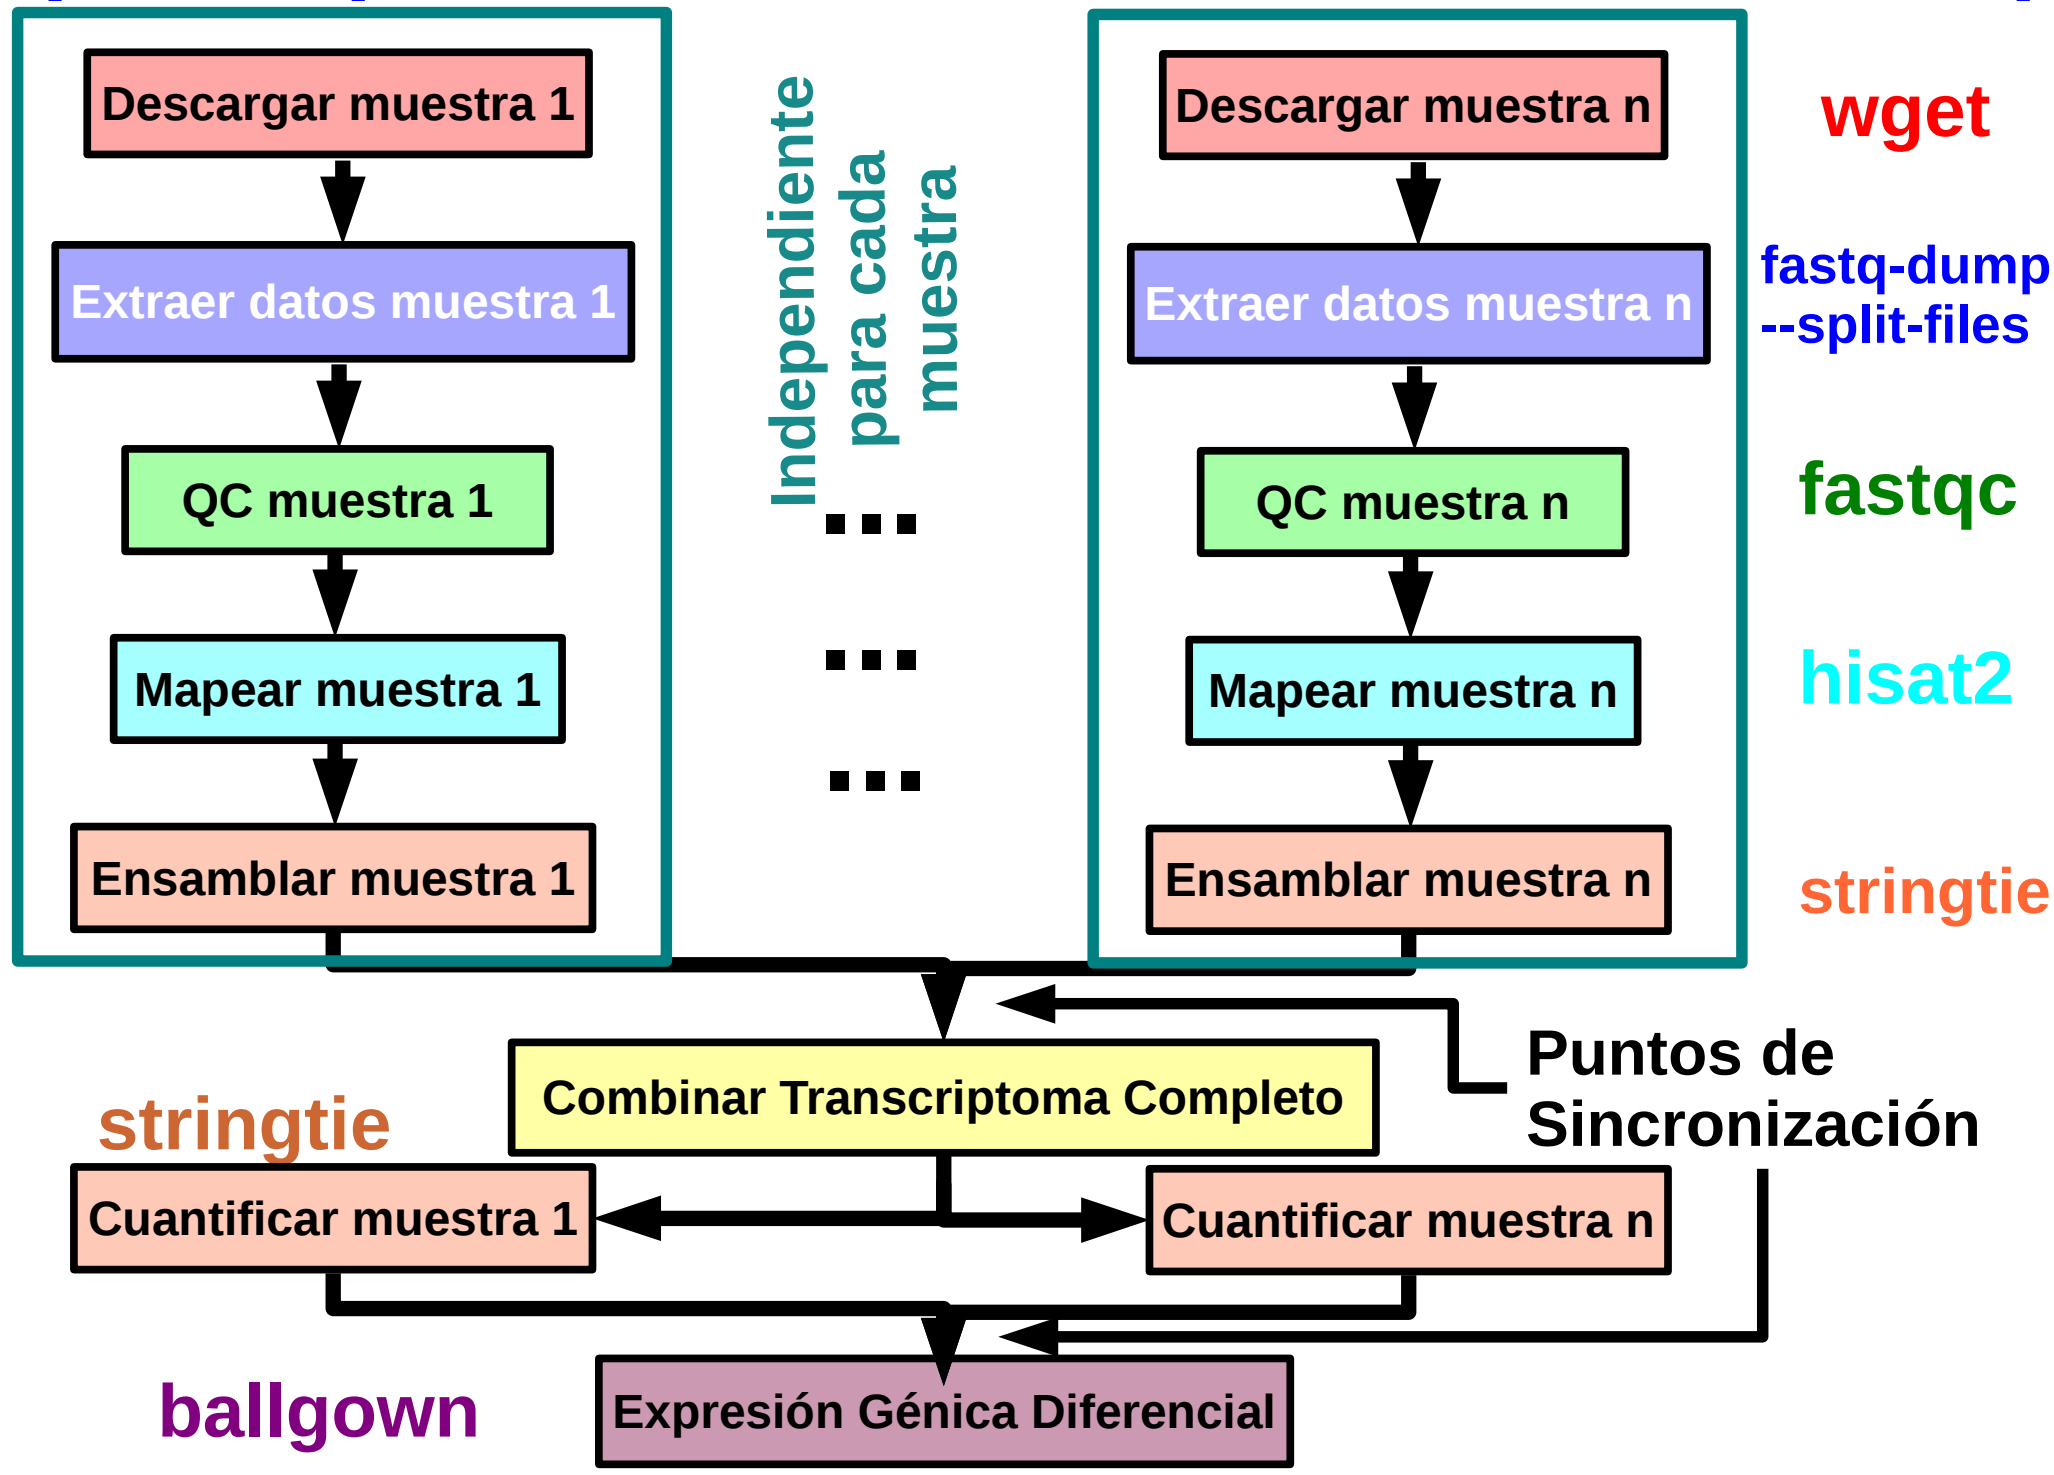 Descargar muestra 1
Extraer datos muestra 1
QC muestra 1
Mapear muestra 1
Ensamblar muestra 1
Independiente
para cada
muestra
...
...
...
Descargar muestra n
Extraer datos muestra n
QC muestra n
Mapear muestra n
Ensamblar muestra n
wget
fastq-dump
--split-files
fastqc
hisat2
stringtie
Combinar Transcriptoma Completo
Puntos de
Sincronización
stringtie
Cuantificar muestra 1
Cuantificar muestra n
ballgown
Expresión Génica Diferencial